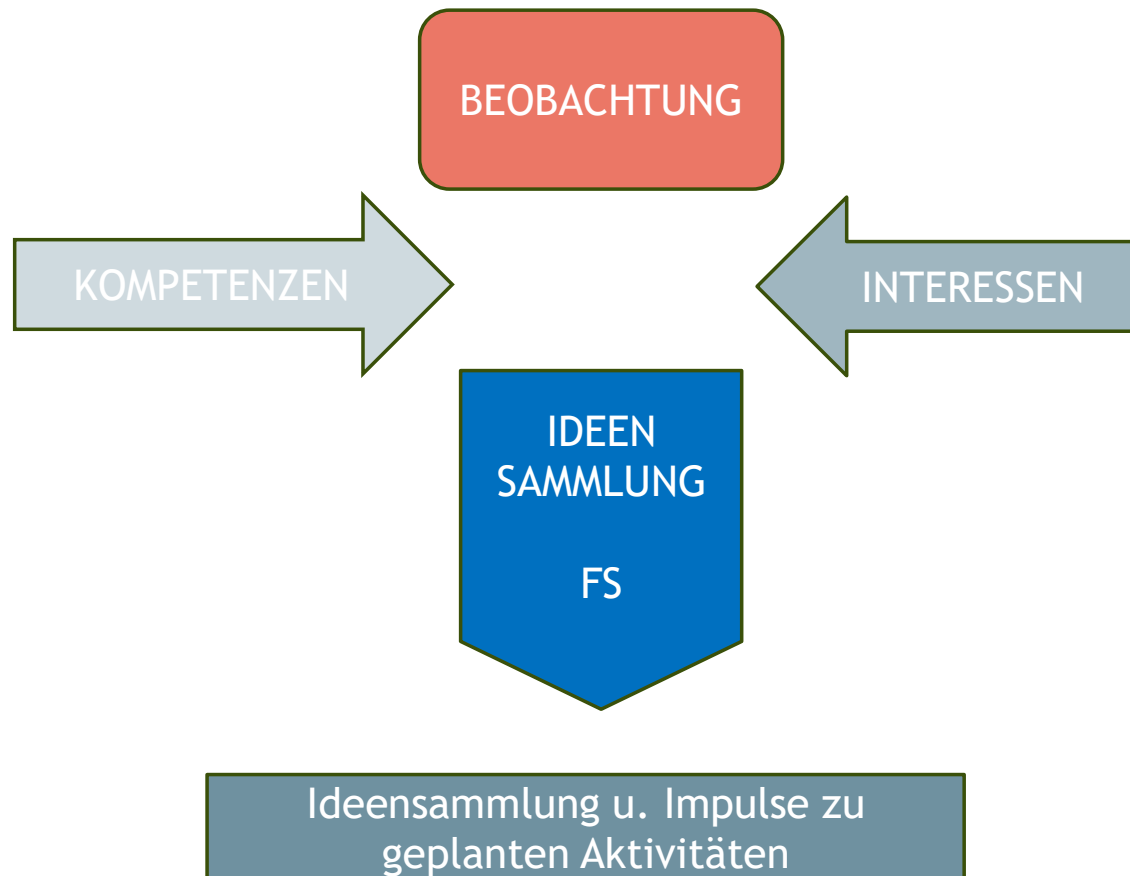 BEOBACHTUNG
KOMPETENZEN
INTERESSEN
IDEEN
SAMMLUNG
FS
Ideensammlung u. Impulse zu
geplanten Aktivitäten